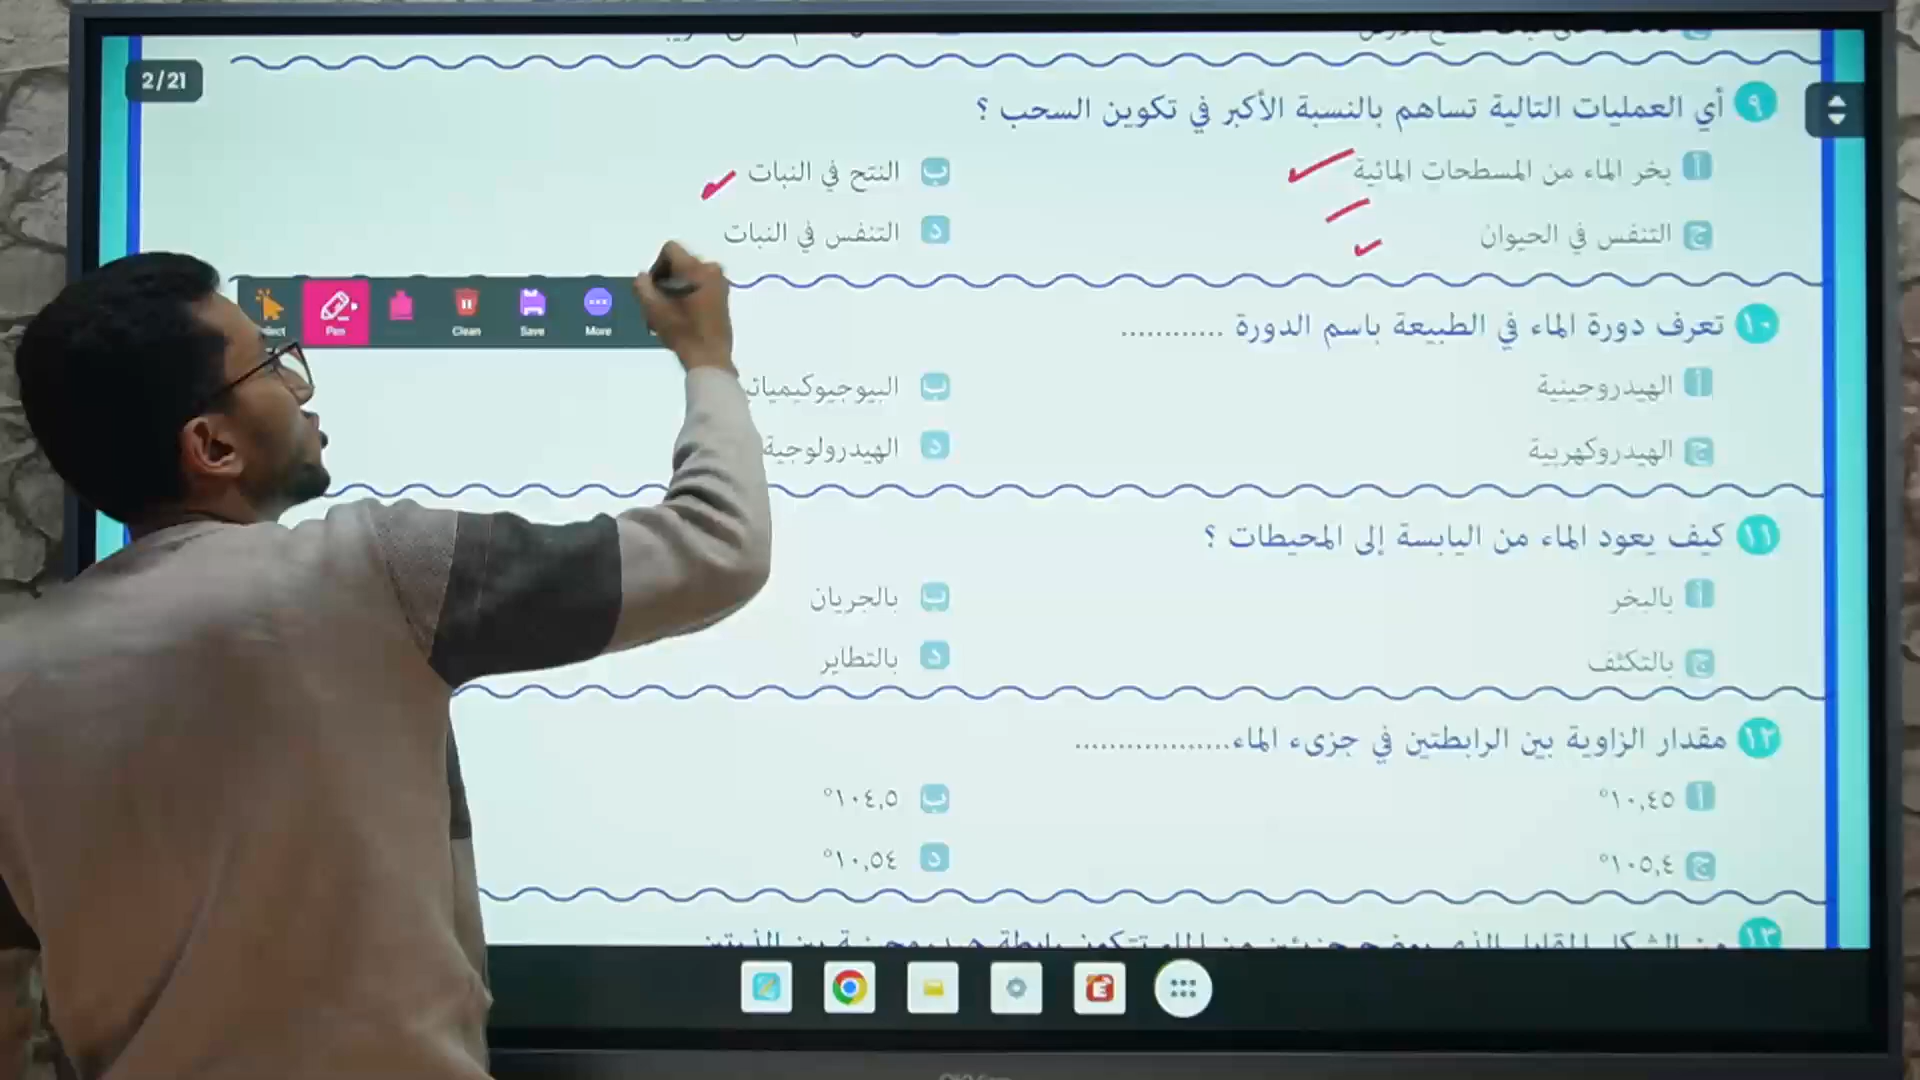 2/21
٩ أي العمليات التالية تساهم بالنسبة الأكبر في تكوين السحب ؟
أ بخر الماء من المسطحات المائية
ب النتح في النبات
ج التنفس في الحيوان
د التنفس في النبات
Pen Clean Save More
١٠ تعرف دورة الماء في الطبيعة باسم الدورة ............
أ الهيدروجينية
ب
ج الهيدروكهربية
د الهيدرولوجية
١١ كيف يعود الماء من اليابسة إلى المحيطات ؟
أ بالبخر
ب بالجريان
ج بالتكثف
د بالتطاير
١٢ مقدار الزاوية بين الرابطتين في جزىء الماء..................
أ ١٠,٤٥°
ب ١٠٤,٥°
ج ١٠٥,٤°
د ١٠,٥٤°
١٣